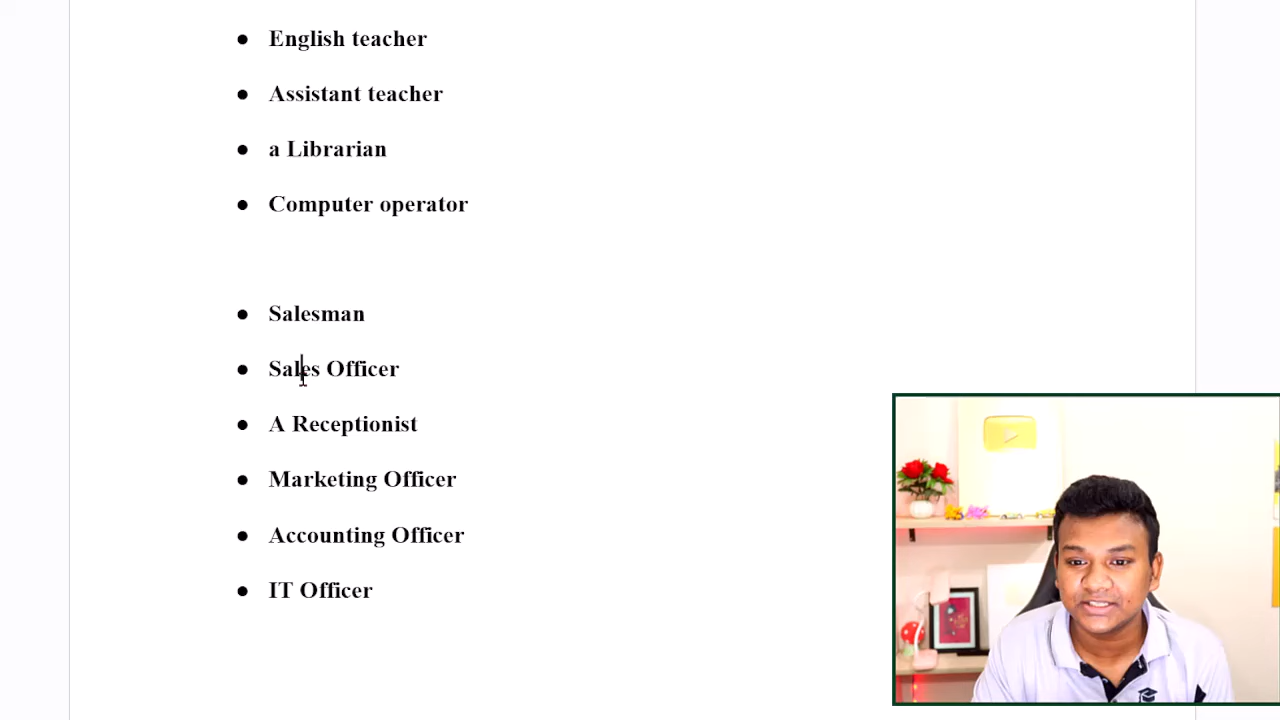 ● English teacher
● Assistant teacher
● a Librarian
● Computer operator
● Salesman
● Sales Officer
● A Receptionist
● Marketing Officer
● Accounting Officer
● IT Officer